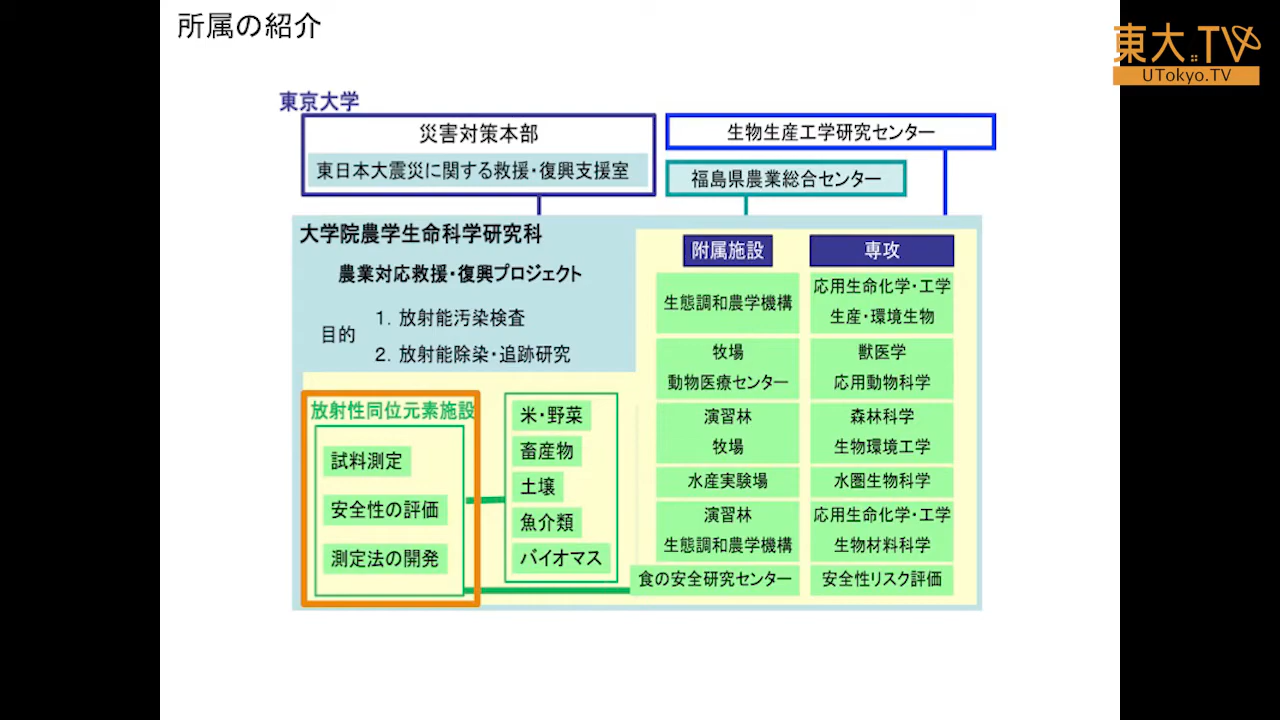 所属の紹介
東大.TV
UTokyo.TV
東京大学
災害対策本部
東日本大震災に関する救援・復興支援室
生物生産工学研究センター
福島県農業総合センター
大学院農学生命科学研究科
農業対応救援・復興プロジェクト
目的
1. 放射能汚染検査
2. 放射能除染・追跡研究
放射性同位元素施設
試料測定
安全性の評価
測定法の開発
米・野菜
畜産物
土壌
魚介類
バイオマス
附属施設
専攻
生態調和農学機構
応用生命化学・工学
生産・環境生物
牧場
動物医療センター
獣医学
応用動物科学
演習林
牧場
森林科学
生物環境工学
水産実験場
水圏生物科学
演習林
生態調和農学機構
応用生命化学・工学
生物材料科学
食の安全研究センター
安全性リスク評価